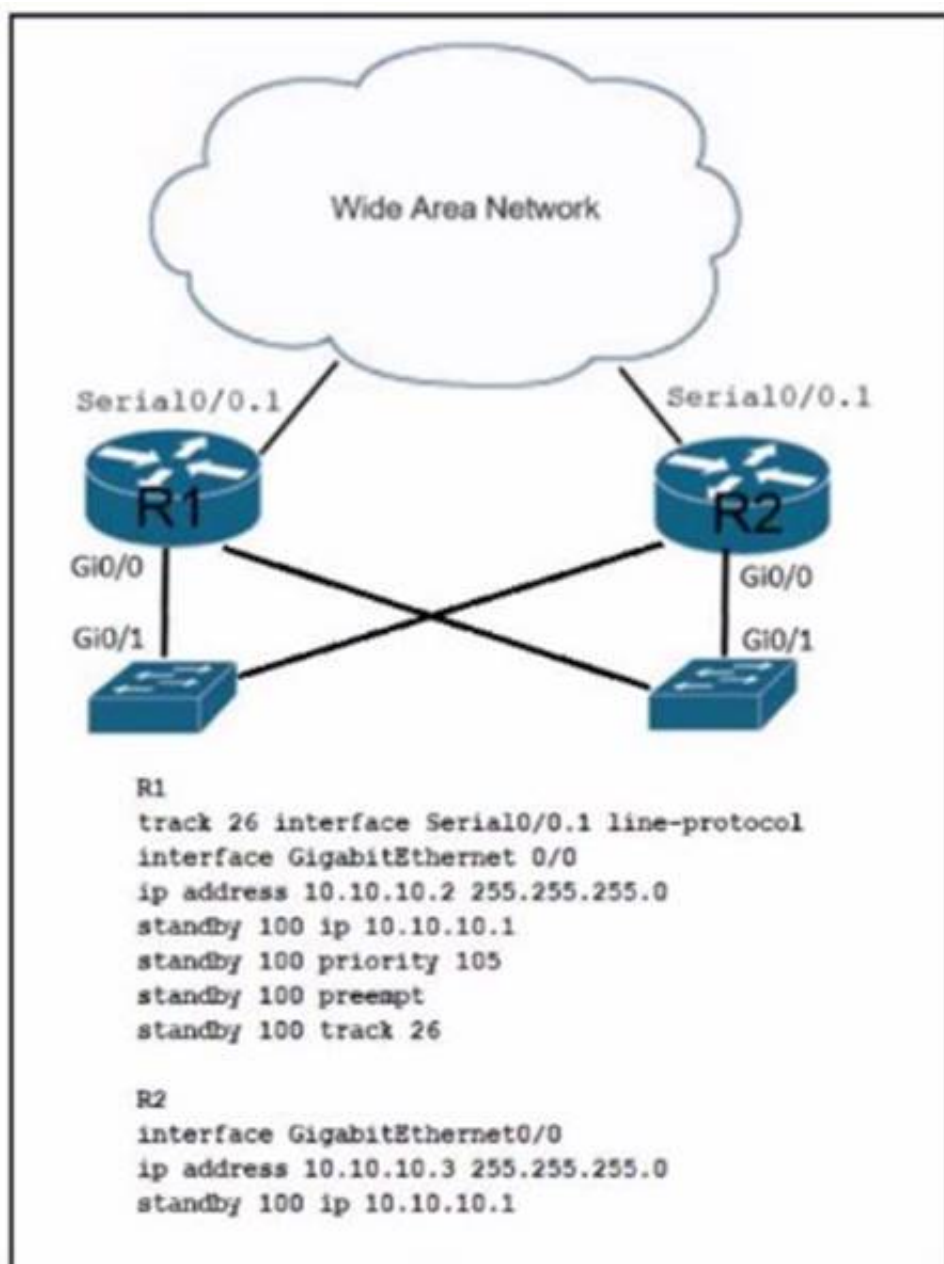 Wide Area Network
Serial0/0.1
Serial0/0.1
R1
R2
Gi0/0
Gi0/0
Gi0/1
Gi0/1
R1
track 26 interface Serial0/0.1 line-protocol
interface GigabitEthernet 0/0
ip address 10.10.10.2 255.255.255.0
standby 100 ip 10.10.10.1
standby 100 priority 105
standby 100 preempt
standby 100 track 26
R2
interface GigabitEthernet0/0
ip address 10.10.10.3 255.255.255.0
standby 100 ip 10.10.10.1